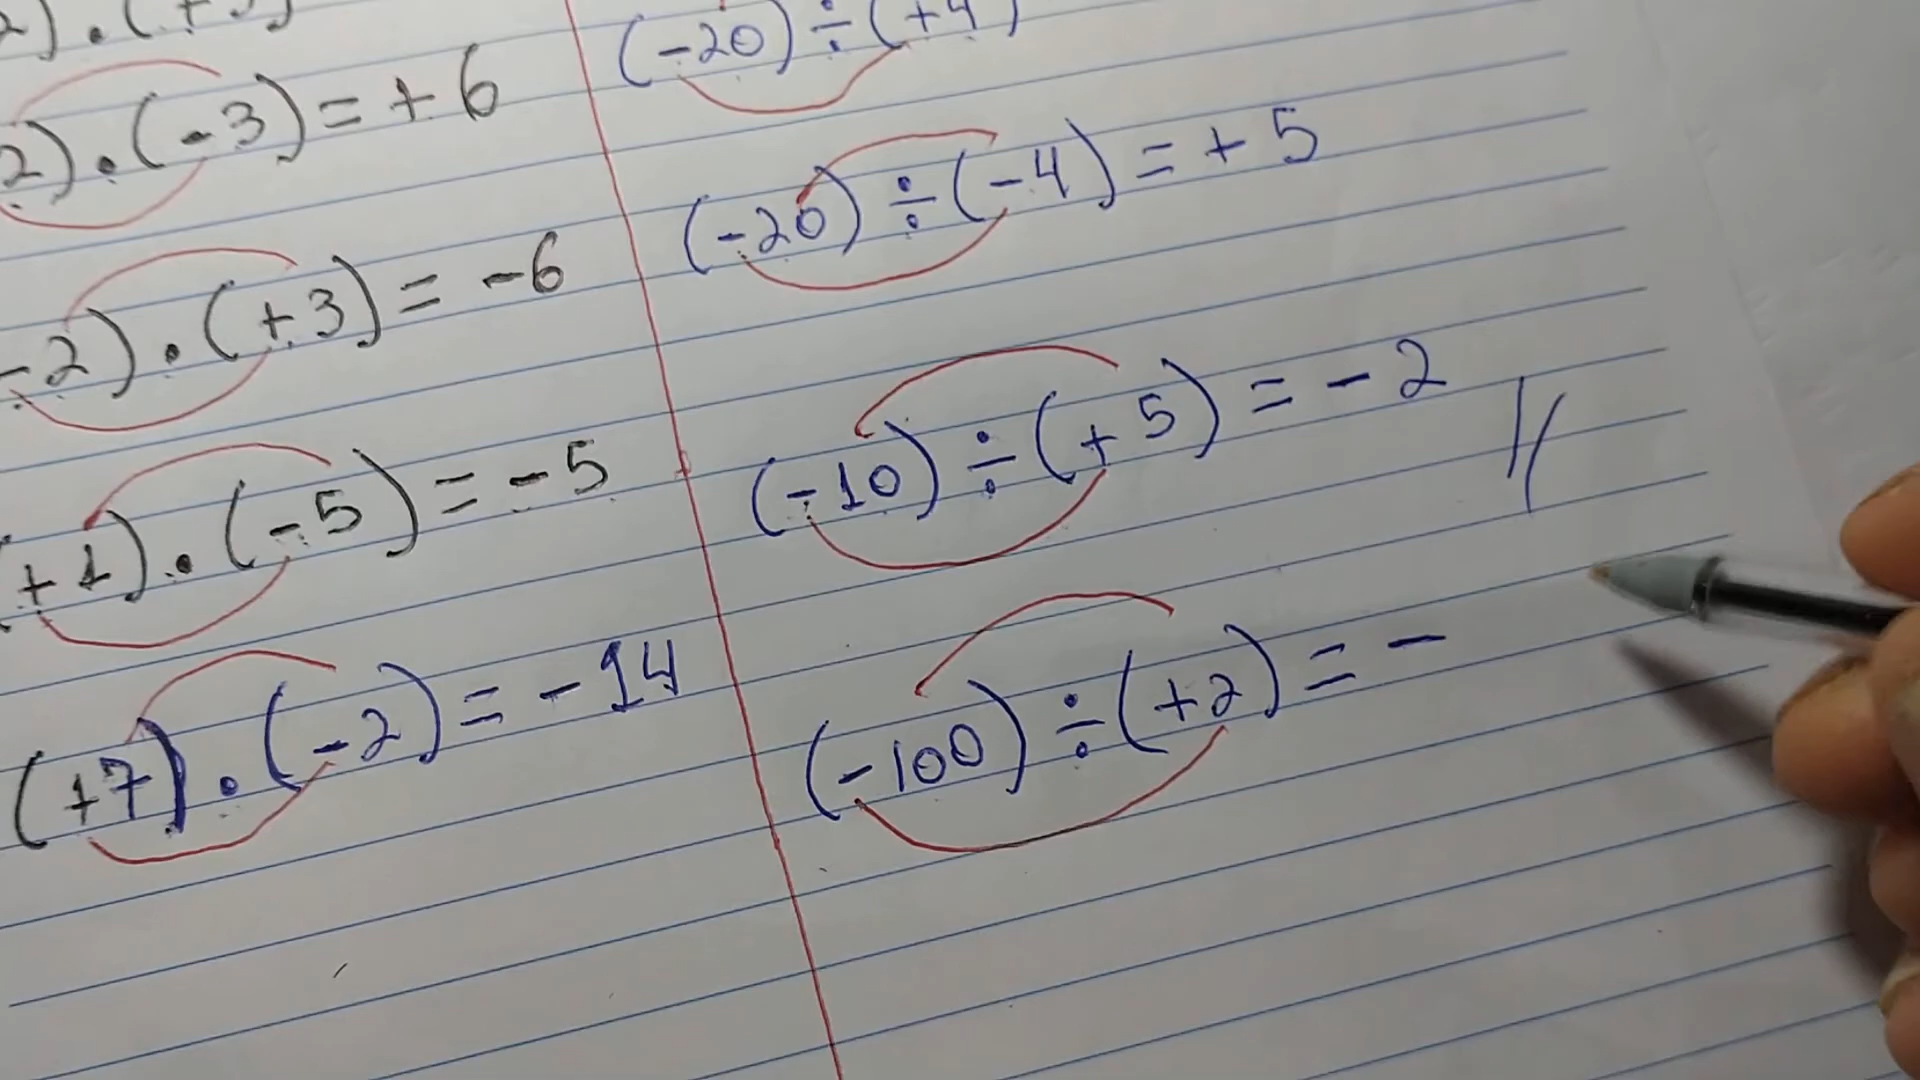 2).(-3) = +6
-2).(+3) = -6
(+1).(-5) = -5
(+7).(-2) = -14
(-20) ÷ (+4)
(-20) ÷ (-4) = +5
(-10) ÷ (+5) = -2
(-100) ÷ (+2) = -